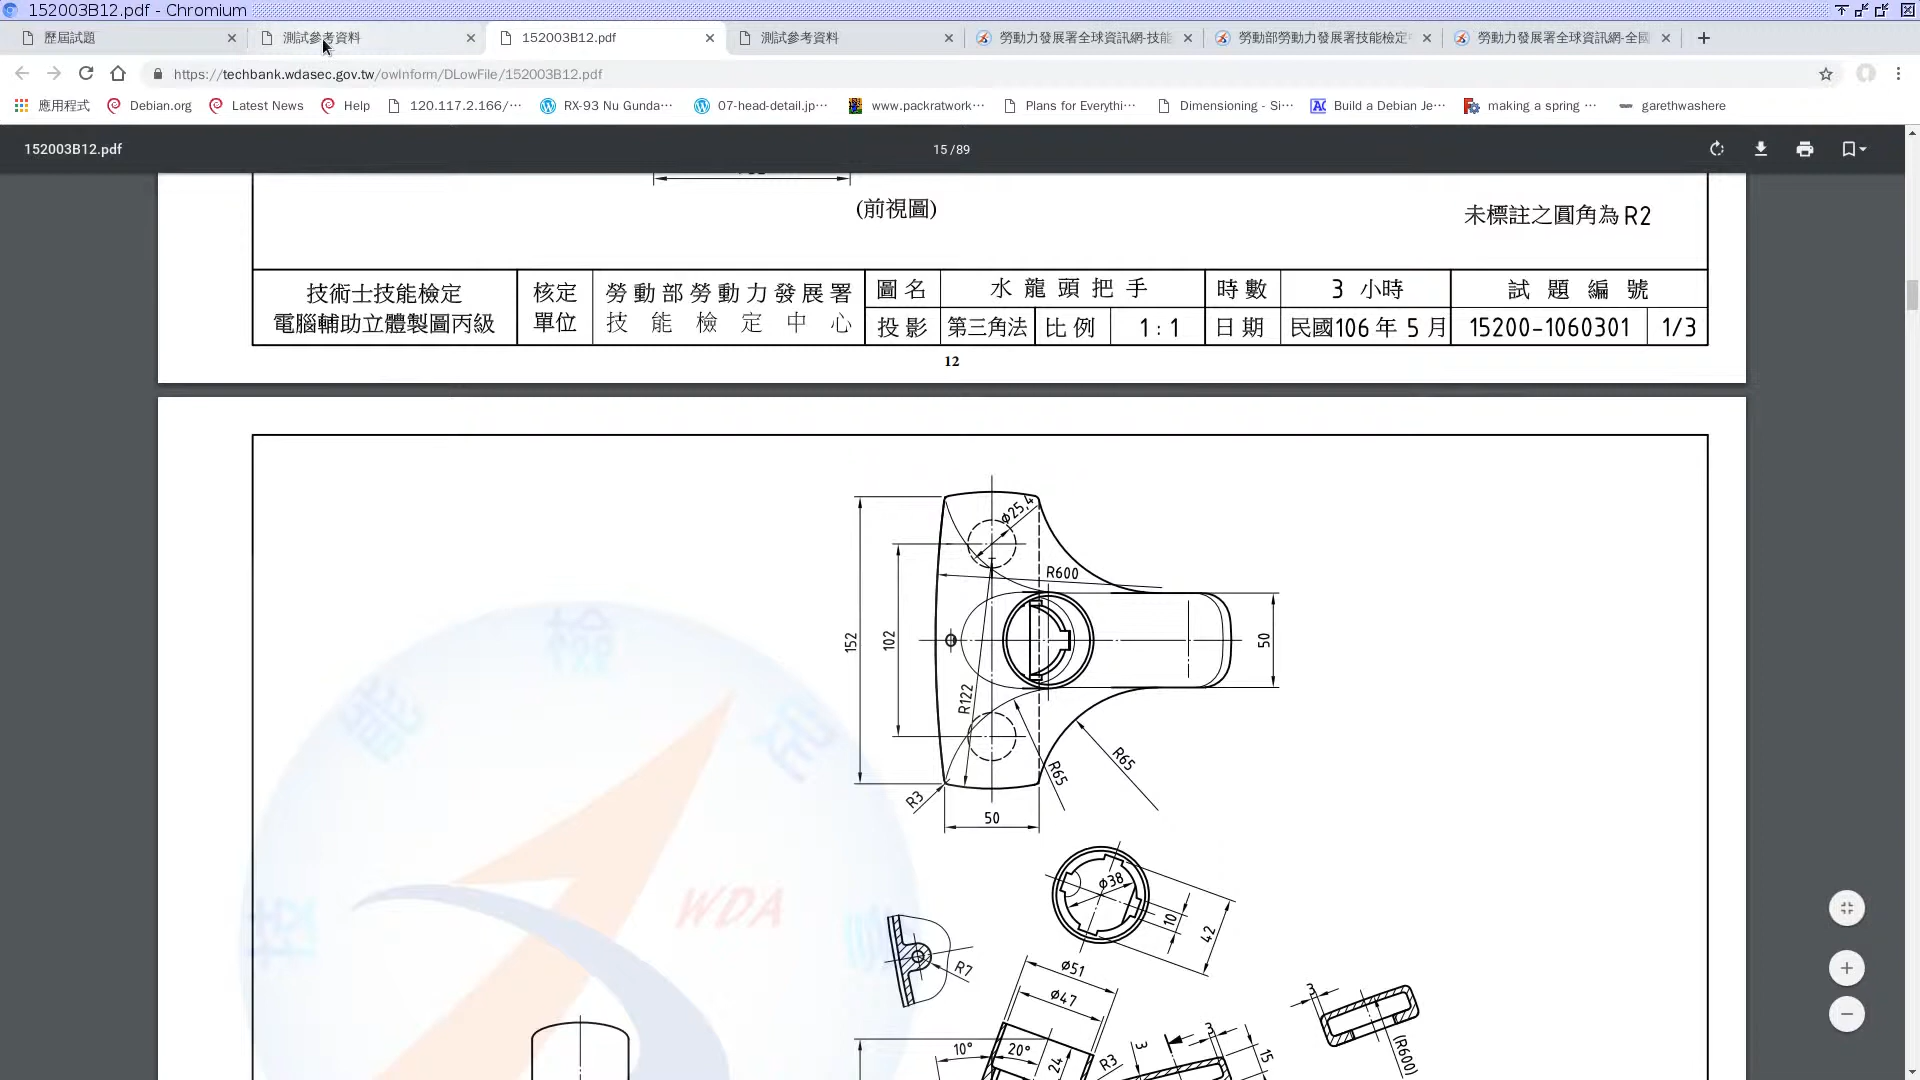 152003B12.pdf - Chromium
歷屆試題
測試參考資料
152003B12.pdf
測試參考資料
勞動力發展署全球資訊網-技能
勞動部勞動力發展署技能檢定中
勞動力發展署全球資訊網-全國
https://techbank.wdasec.gov.tw/owInform/DLowFile/152003B12.pdf
應用程式
Debian.org
Latest News
Help
120.117.2.166/···
RX-93 Nu Gunda···
07-head-detail.jp···
www.packratwork···
Plans for Everythi···
Dimensioning - Si···
Build a Debian Je···
making a spring ···
garethwashere
152003B12.pdf
15 / 89
(前視圖)
未標註之圓角為 R2
技術士技能檢定
電腦輔助立體製圖丙級
核定
單位
勞動部勞動力發展署
技能檢定中心
圖名
水龍頭把手
時數
3 小時
試題編號
投影
第三角法
比例
1 : 1
日期
民國106年 5 月
15200-1060301
1/3
12
ϕ25.4
R600
152
102
50
R122
R65
R65
R3
50
ϕ38
10
42
R7
ϕ51
ϕ47
3
10°
20°
24
R3
3
3
15
(R600)
檢
能
定
技
WDA